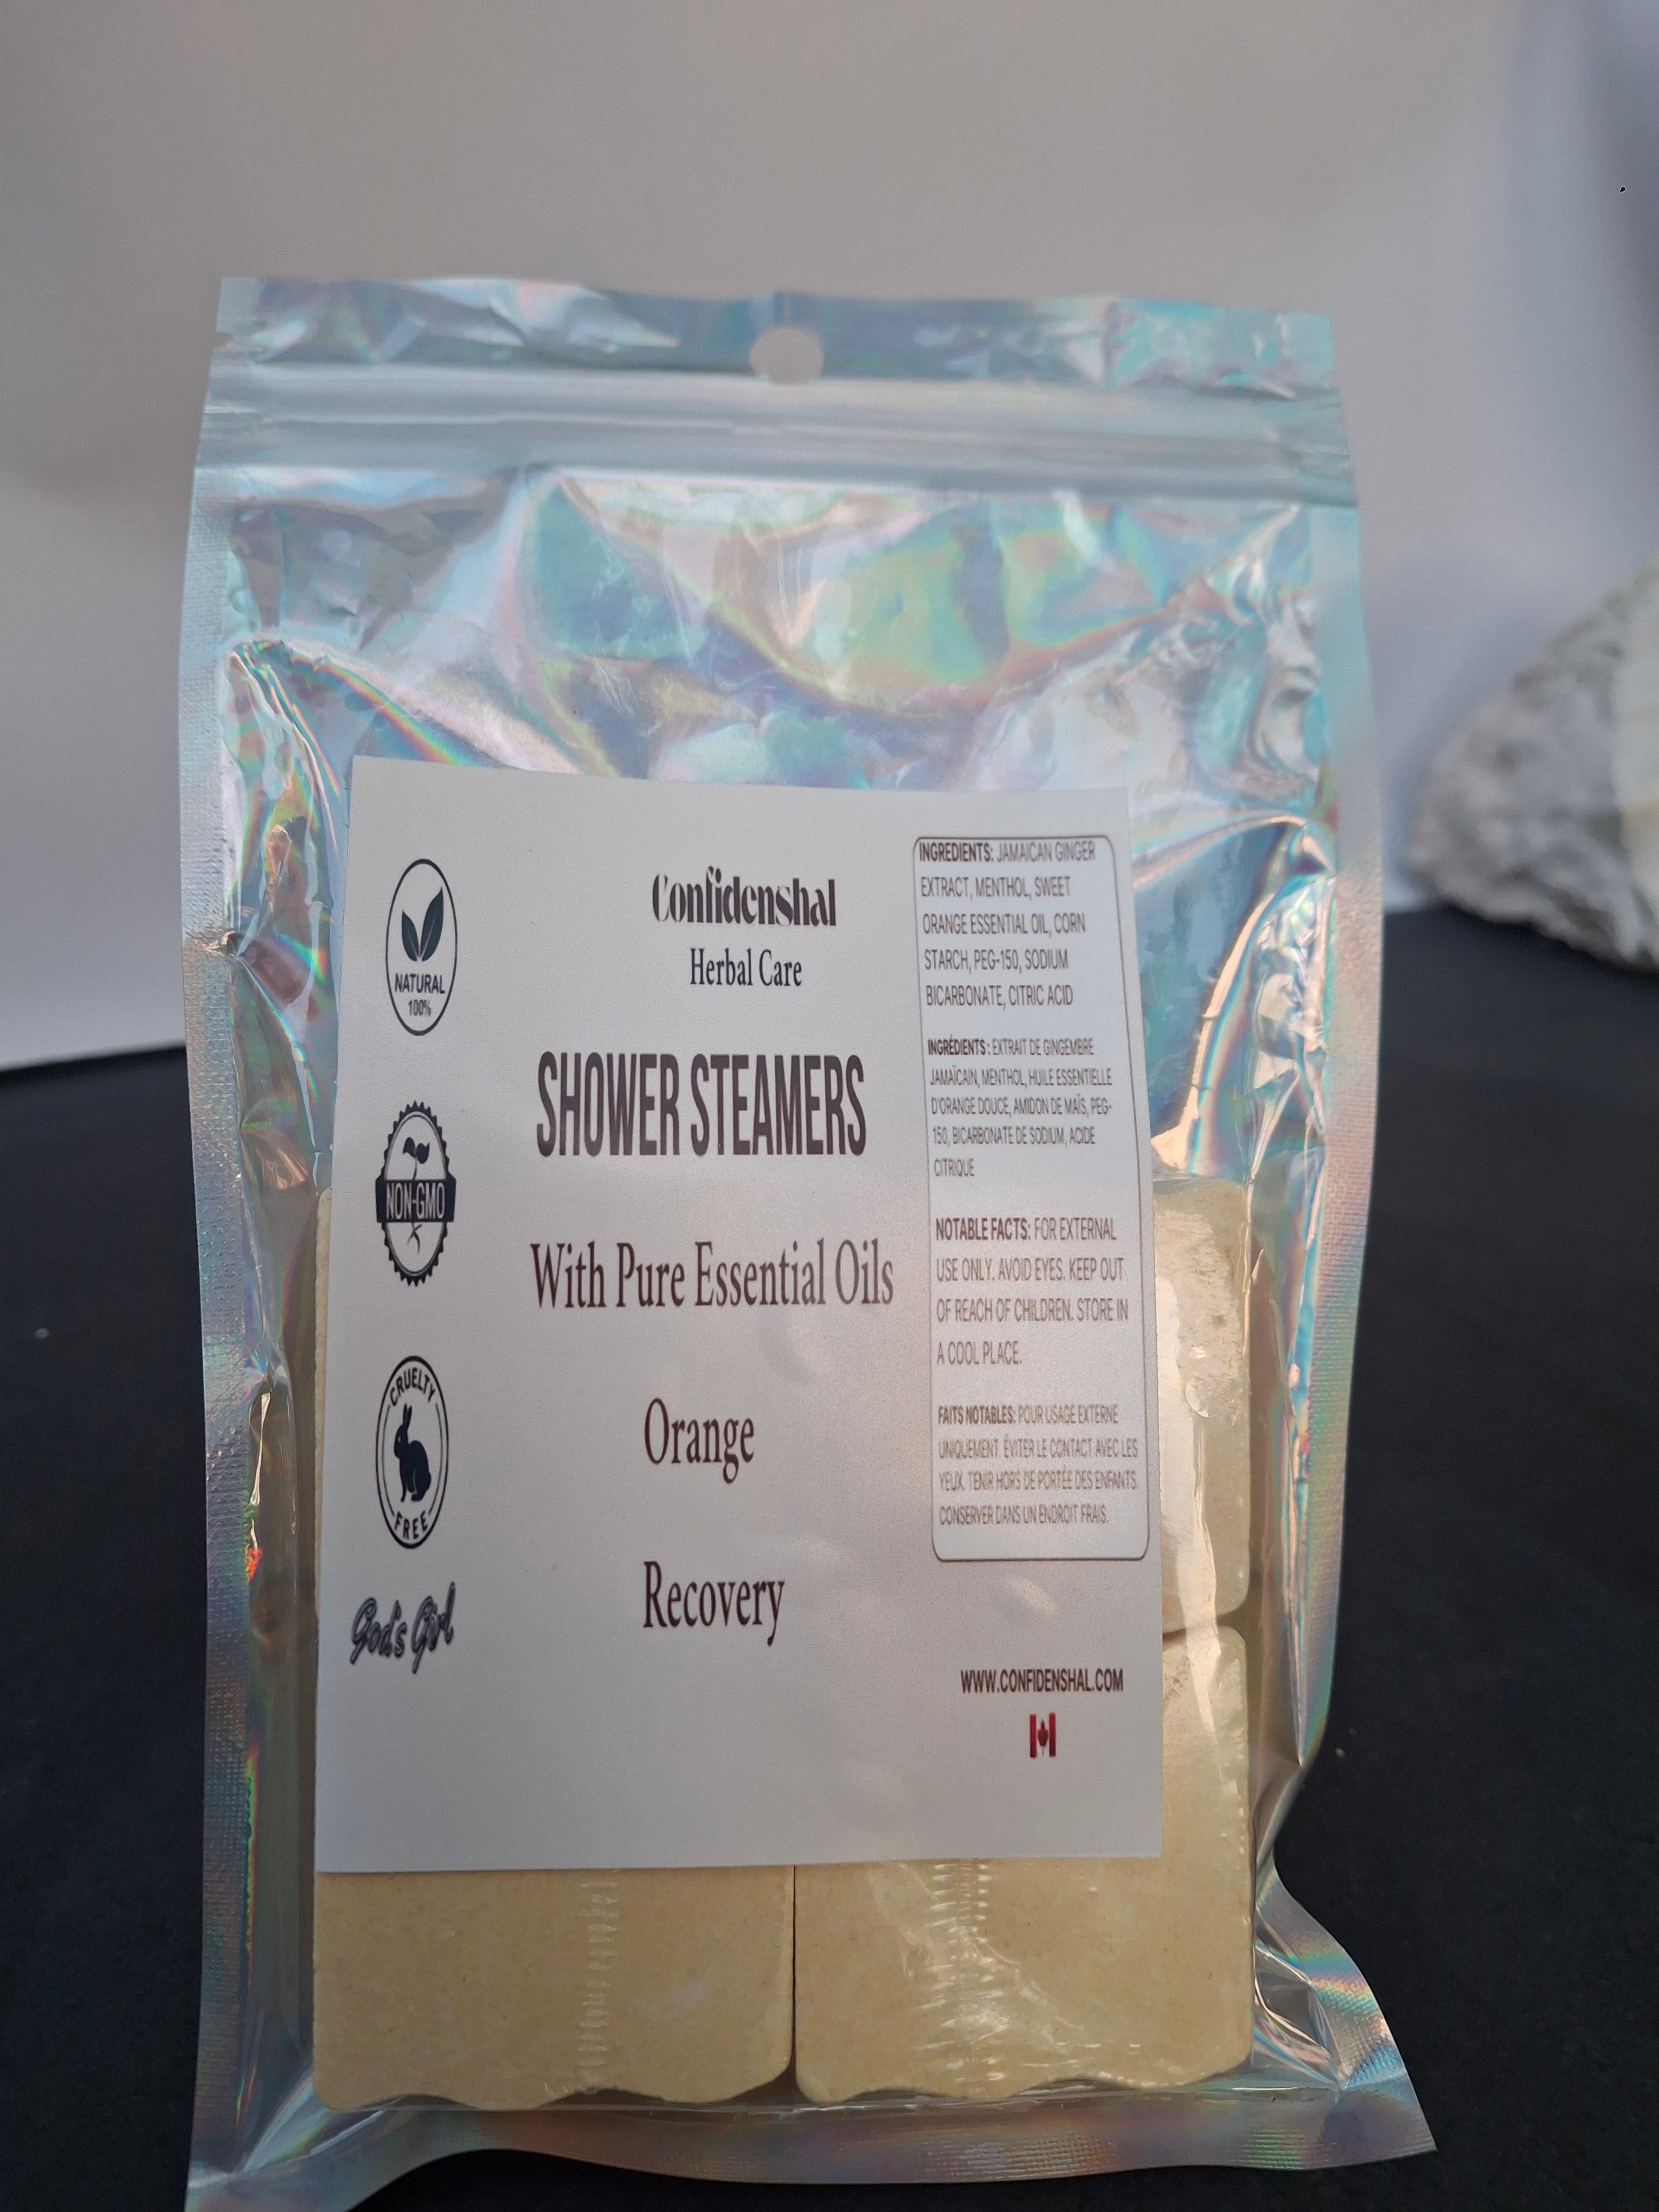 NATURAL
100%
NON-GMO
CRUELTY
FREE
God's Girl
Confidenshal
Herbal Care
SHOWER STEAMERS
With Pure Essential Oils
Orange
Recovery
INGREDIENTS: JAMAICAN GINGER
EXTRACT, MENTHOL, SWEET
ORANGE ESSENTIAL OIL, CORN
STARCH, PEG-150, SODIUM
BICARBONATE, CITRIC ACID
INGRÉDIENTS : EXTRAIT DE GINGEMBRE
JAMAÏCAIN, MENTHOL, HUILE ESSENTIELLE
D'ORANGE DOUCE, AMIDON DE MAÏS, PEG-
150, BICARBONATE DE SODIUM, ACIDE
CITRIQUE
NOTABLE FACTS: FOR EXTERNAL
USE ONLY. AVOID EYES. KEEP OUT
OF REACH OF CHILDREN. STORE IN
A COOL PLACE.
FAITS NOTABLES: POUR USAGE EXTERNE
UNIQUEMENT. ÉVITER LE CONTACT AVEC LES
YEUX. TENIR HORS DE PORTÉE DES ENFANTS.
CONSERVER DANS UN ENDROIT FRAIS.
WWW.CONFIDENSHAL.COM